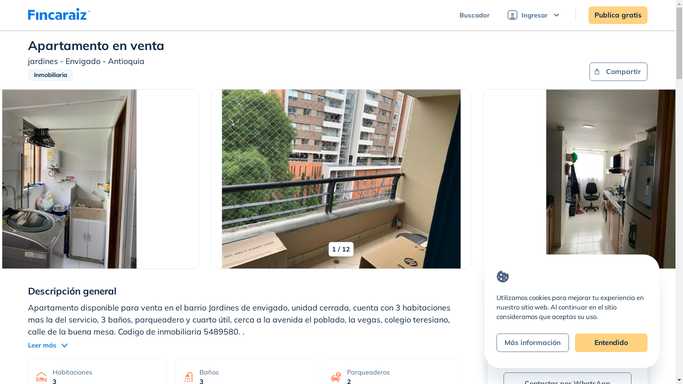 Fincaraiz
Buscador
Ingresar
Publica gratis
Apartamento en venta
jardines - Envigado - Antioquia
Inmobiliaria
Compartir
1 / 12
Descripción general
Apartamento disponible para venta en el barrio Jardines de envigado, unidad cerrada, cuenta con 3 habitaciones
mas la del servicio, 3 baños, parqueadero y cuarto útil, cerca a la avenida el poblado, la vegas, colegio teresiano,
calle de la buena mesa. Codigo de inmobiliaria 5489580. .
Leer más
Habitaciones
3
Baños
3
Parqueaderos
2
Utilizamos cookies para mejorar tu experiencia en
nuestro sitio web. Al continuar en el sitio
consideramos que aceptas su uso.
Más información
Entendido
Contactar por WhatsApp